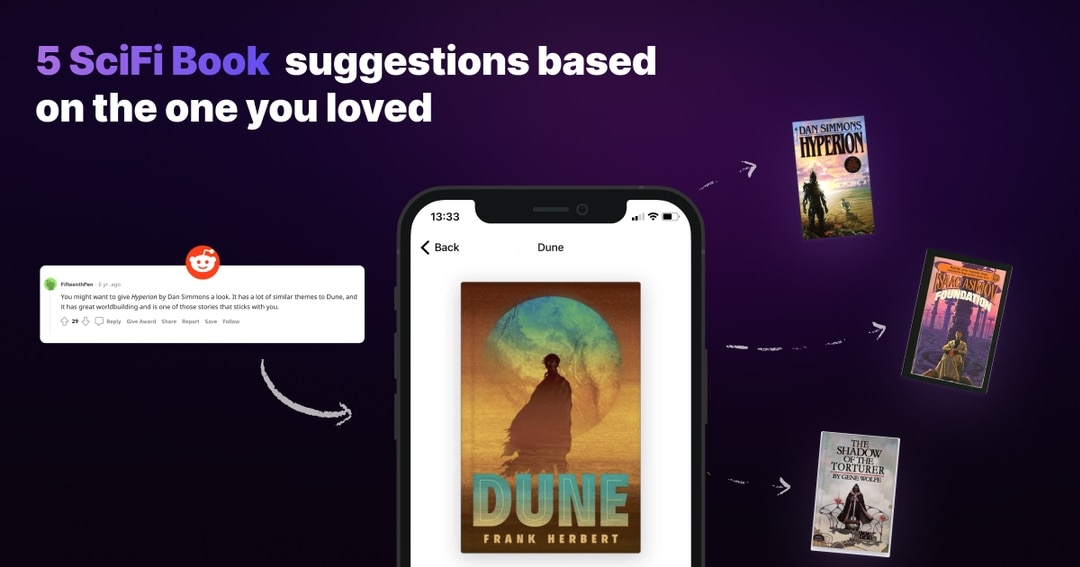 5 SciFi Book suggestions based
on the one you loved
FifteenthPen · 6 yr. ago
You might want to give Hyperion by Dan Simmons a look. It has a lot of similar themes to Dune, and
it has great worldbuilding and is one of those stories that sticks with you.
29 Reply Give Award Share Report Save Follow
13:33
Back Dune
DUNE
FRANK HERBERT
DAN SIMMONS
HYPERION
ISAAC ASIMOV
FOUNDATION
THE
SHADOW
OF THE
TORTURER
BY GENE WOLFE